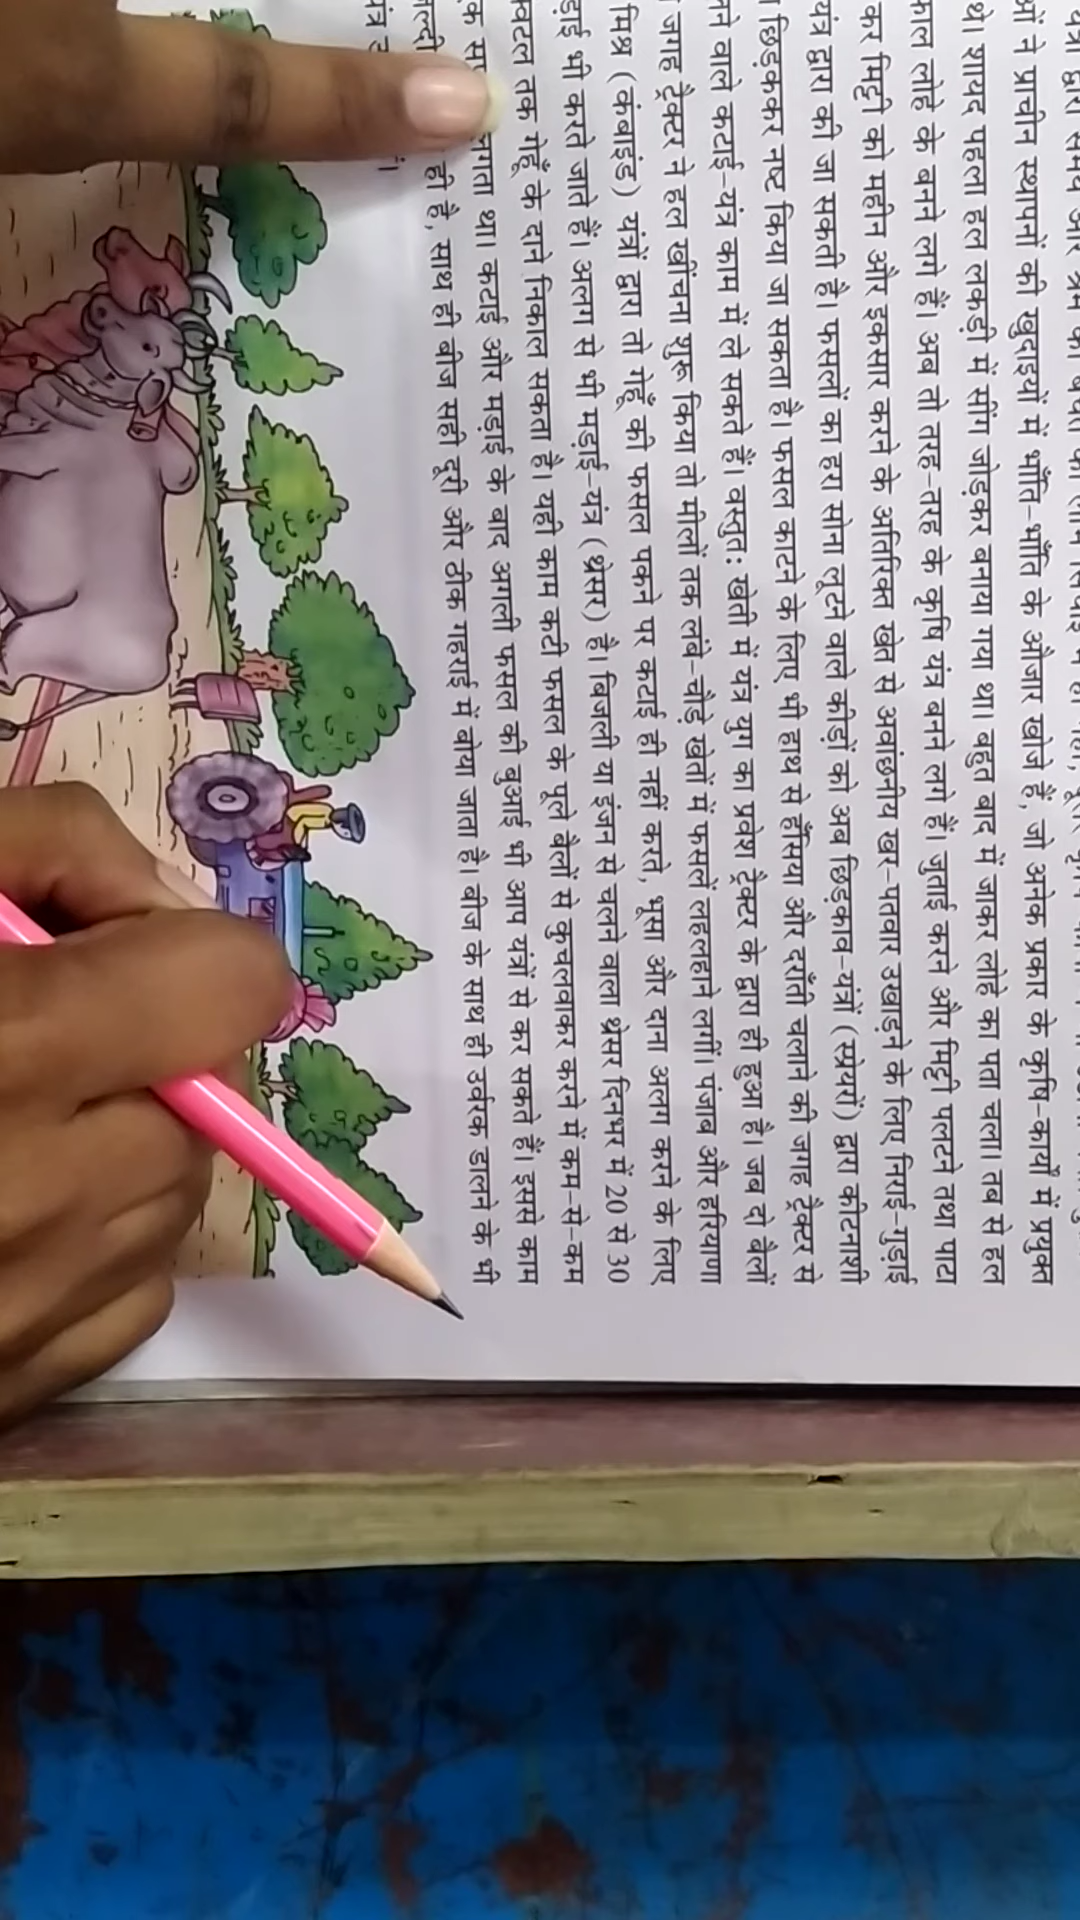 यंत्रों द्वारा समय और श्रम की बचत का लाभ
ओं ने प्राचीन स्थापनों की खुदाइयों में भाँति-भाँति के औजार खोजे हैं, जो अनेक प्रकार के कृषि-कार्यों में प्रयुक्त
थे। शायद पहला हल लकड़ी में सींग जोड़कर बनाया गया था। बहुत बाद में जाकर लोहे का पता चला। तब से हल
फाल लोहे के बनने लगे हैं। अब तो तरह-तरह के कृषि यंत्र बनने लगे हैं। जुताई करने और मिट्टी पलटने तथा पाटा
कर मिट्टी को महीन और इकसार करने के अतिरिक्त खेत से अवांछनीय खर-पतवार उखाड़ने के लिए निराई-गुड़ाई
यंत्र द्वारा की जा सकती है। फसलों का हरा सोना लूटने वाले कीड़ों को अब छिड़काव-यंत्रों (स्प्रेयरों) द्वारा कीटनाशी
छिड़ककर नष्ट किया जा सकता है। फसल काटने के लिए भी हाथ से हँसिया और दराँती चलाने की जगह ट्रैक्टर से
ने वाले कटाई-यंत्र काम में ले सकते हैं। वस्तुत: खेती में यंत्र युग का प्रवेश ट्रैक्टर के द्वारा ही हुआ है। जब दो बैलों
जगह ट्रैक्टर ने हल खींचना शुरू किया तो मीलों तक लंबे-चौड़े खेतों में फसलें लहलहाने लगीं। पंजाब और हरियाणा
मिश्र (कंबाइंड) यंत्रों द्वारा तो गेहूँ की फसल पकने पर कटाई ही नहीं करते, भूसा और दाना अलग करने के लिए
ड़ाई भी करते जाते हैं। अलग से भी मड़ाई-यंत्र (थ्रेसर) है। बिजली या इंजन से चलने वाला थ्रेसर दिनभर में 20 से 30
क्विंटल तक गेहूँ के दाने निकाल सकता है। यही काम कटी फसल के पूले बैलों से कुचलवाकर करने में कम-से-कम
लगता था। कटाई और मड़ाई के बाद अगली फसल की बुआई भी आप यंत्रों से कर सकते हैं। इससे काम
जल्दी ही है, साथ ही बीज सही दूरी और ठीक गहराई में बोया जाता है। बीज के साथ ही उर्वरक डालने के भी
यंत्र